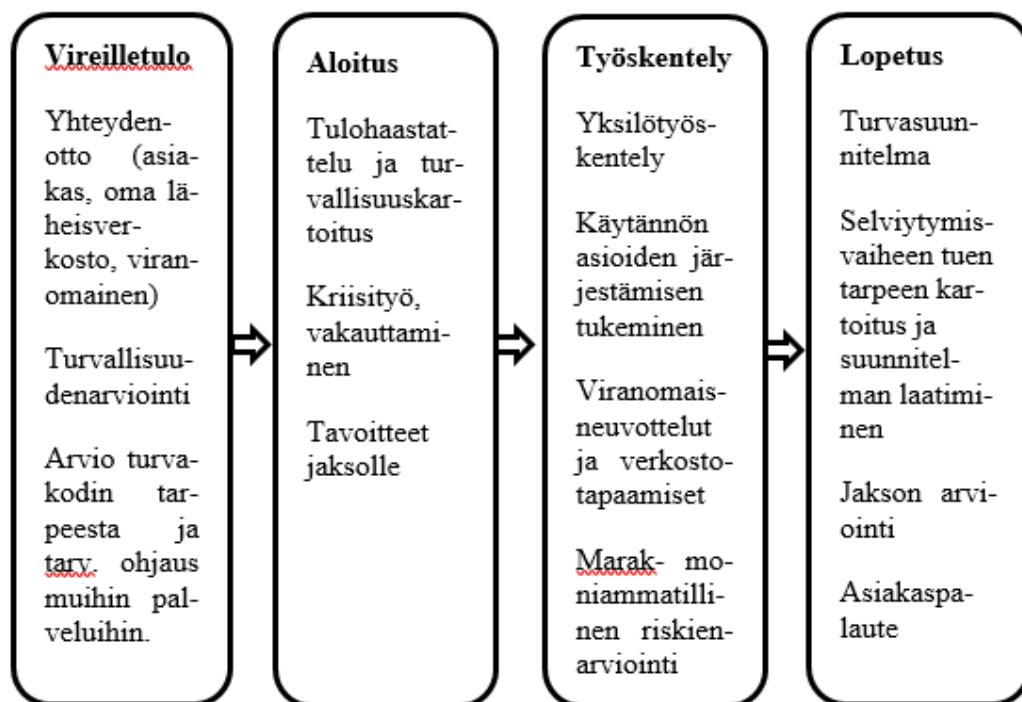 Vireilletulo
Yhteyden-
otto (asia-
kas, oma lä-
heisver-
kosto, viran-
omainen)
Turvallisuu-
denarviointi
Arvio turva-
kodin tar-
peesta ja
tarv. ohjaus
muihin pal-
veluihin.
Aloitus
Tulohaastat-
telu ja tur-
vallisuuskar-
toitus
Kriisityö,
vakauttami-
nen
Tavoitteet
jaksolle
Työskentely
Yksilötyös-
kentely
Käytännön
asioiden jär-
jestämisen
tukeminen
Viranomais-
neuvottelut
ja verkosto-
tapaamiset
Marak- mo-
niammatilli-
nen riskien-
arviointi
Lopetus
Turvasuun-
nitelma
Selviytymis-
vaiheen tuen
tarpeen kar-
toitus ja
suunnitel-
man laatimi-
nen
Jakson arvi-
ointi
Asiakaspa-
laute